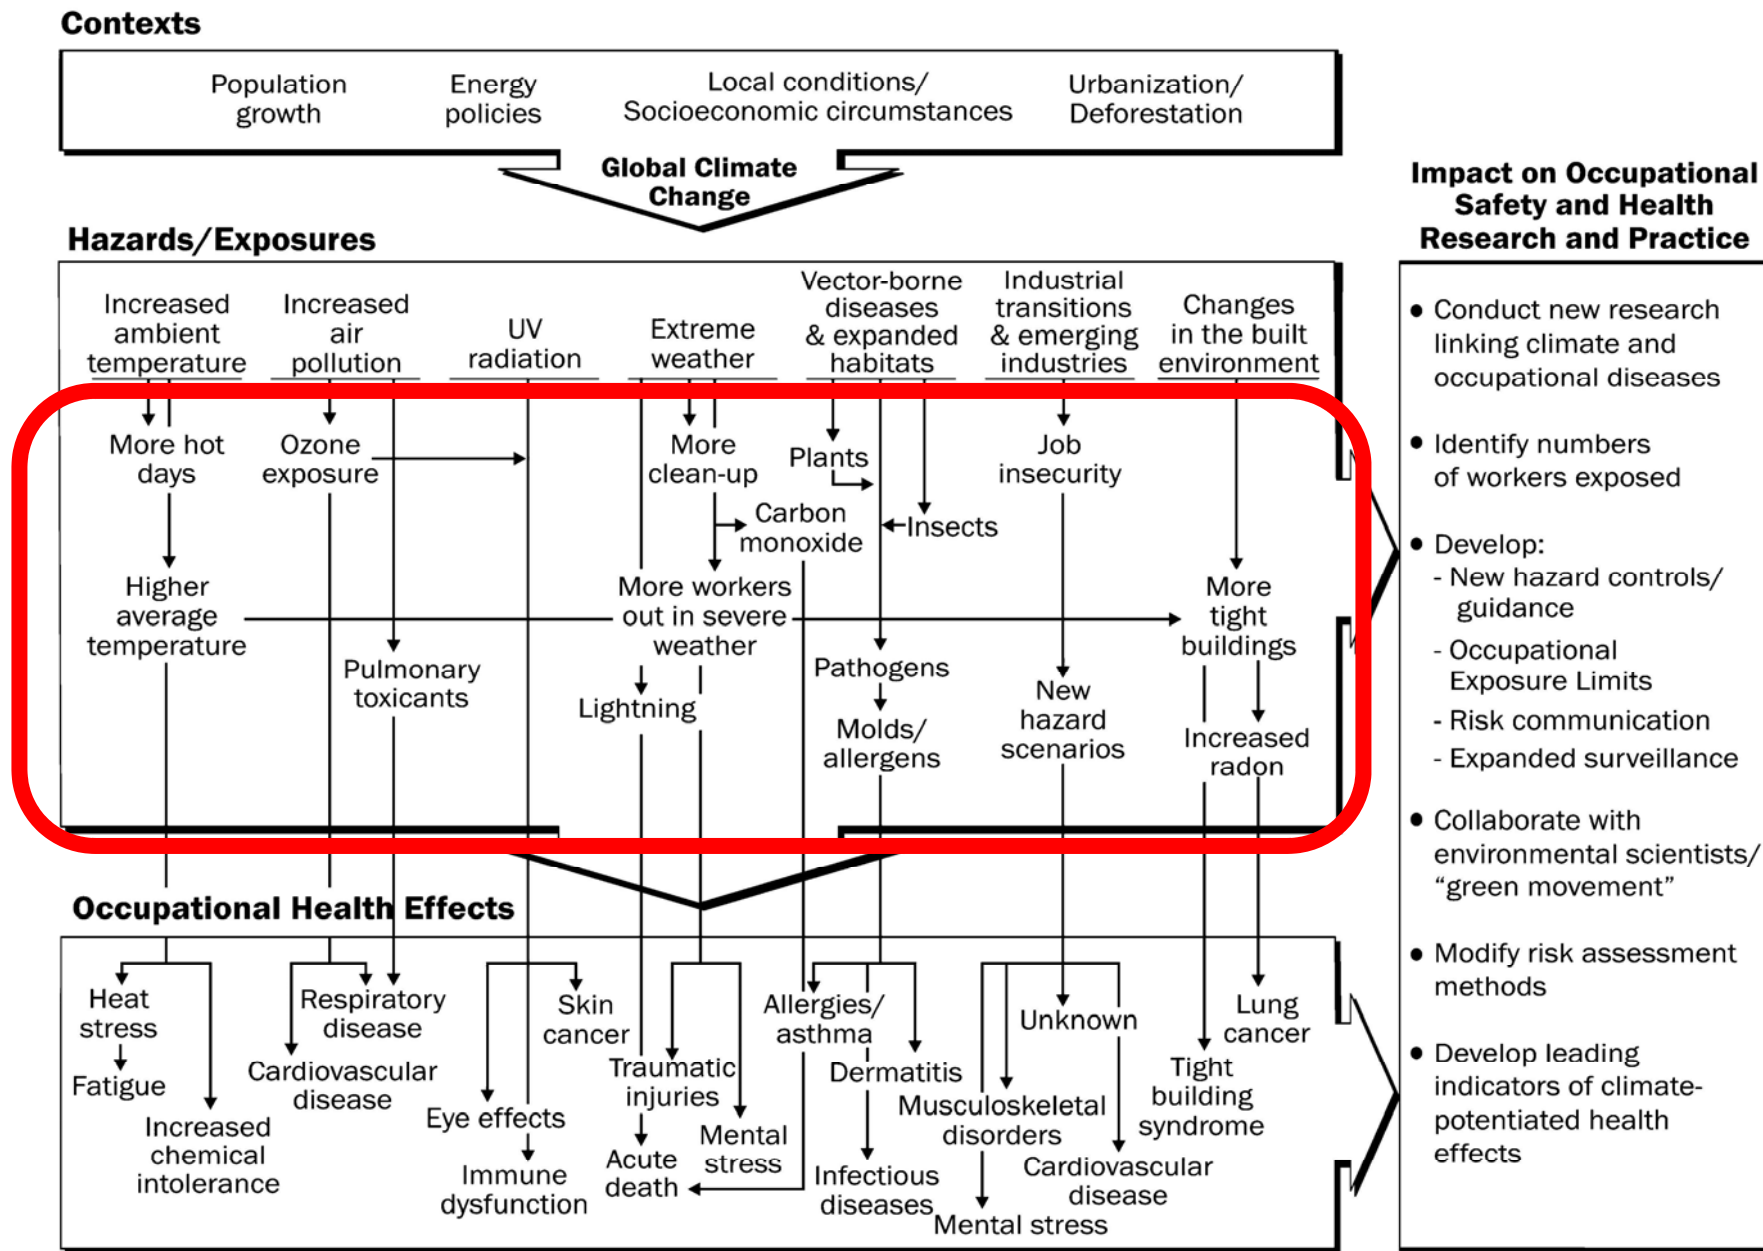 Contexts
Population
growth
Energy
policies
Local conditions/
Socioeconomic circumstances
Urbanization/
Deforestation
Global Climate
Change
Hazards/Exposures
Increased
ambient
temperature
Increased
air
pollution
UV
radiation
Extreme
weather
Vector-borne
diseases
& expanded
habitats
Industrial
transitions
& emerging
industries
Changes
in the built
environment
More hot
days
Ozone
exposure
More
clean-up
Plants
Job
insecurity
Carbon
monoxide
Insects
Higher
average
temperature
More workers
out in severe
weather
More
tight
buildings
Pulmonary
toxicants
Lightning
Pathogens
Molds/
allergens
New
hazard
scenarios
Increased
radon
Occupational Health Effects
Heat
stress
Fatigue
Increased
chemical
intolerance
Respiratory
disease
Cardiovascular
disease
Skin
cancer
Eye effects
Immune
dysfunction
Traumatic
injuries
Acute
death
Mental
stress
Allergies/
asthma
Dermatitis
Infectious
diseases
Unknown
Musculoskeletal
disorders
Cardiovascular
disease
Mental stress
Tight
building
syndrome
Lung
cancer
Impact on Occupational
Safety and Health
Research and Practice
• Conduct new research
linking climate and
occupational diseases
• Identify numbers
of workers exposed
• Develop:
- New hazard controls/
guidance
- Occupational
Exposure Limits
- Risk communication
- Expanded surveillance
• Collaborate with
environmental scientists/
“green movement”
• Modify risk assessment
methods
• Develop leading
indicators of climate-
potentiated health
effects